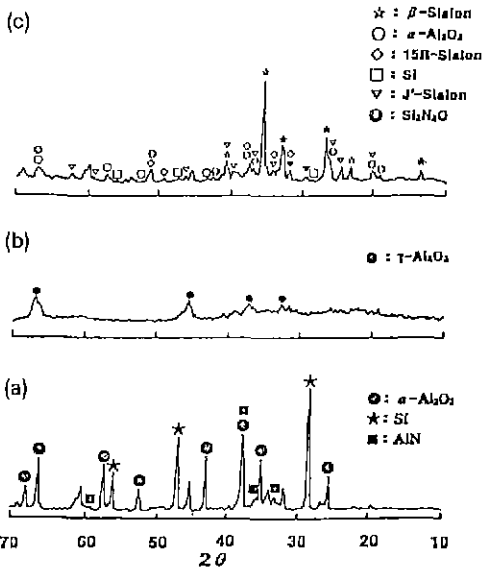 (c)
☆ : β-Sialon
○ : α-Al₂O₃
◇ : 15R-Sialon
□ : Si
▽ : J'-Sialon
Si₂N₂O
(b)
: γ-Al₂O₃
(a)
: α-Al₂O₃
★ : Si
: AlN
70 60 50 40 30 20 10
2θ